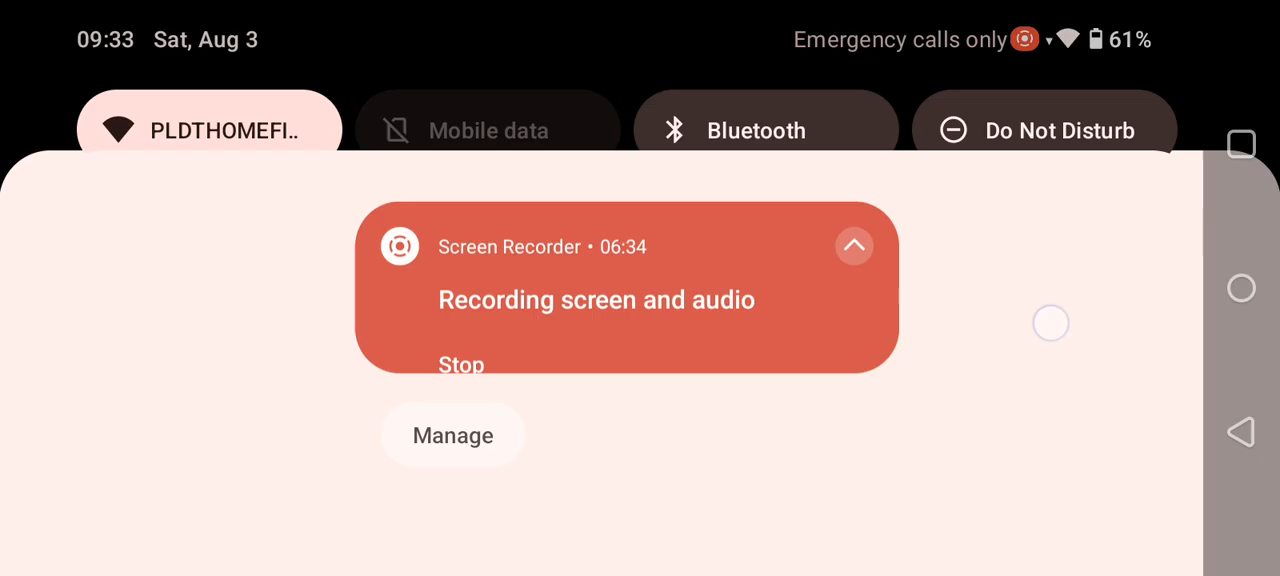 09:33 Sat, Aug 3
Emergency calls only 61%
PLDTHOMEFI..
Mobile data
Bluetooth
Do Not Disturb
Screen Recorder • 06:34
Recording screen and audio
Stop
Manage